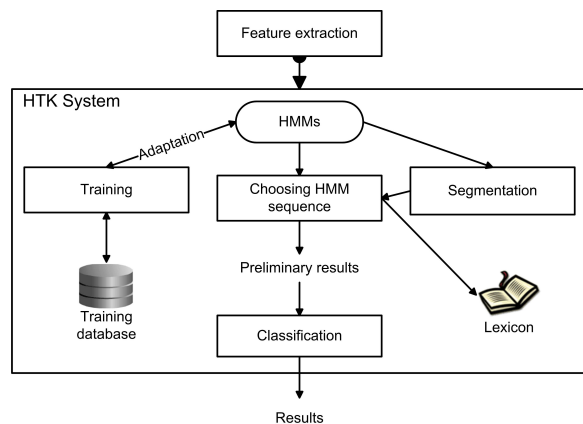 Feature extraction
HTK System
HMMs
Adaptation
Training
Choosing HMM
sequence
Segmentation
Preliminary results
Training
database
Lexicon
Classification
Results